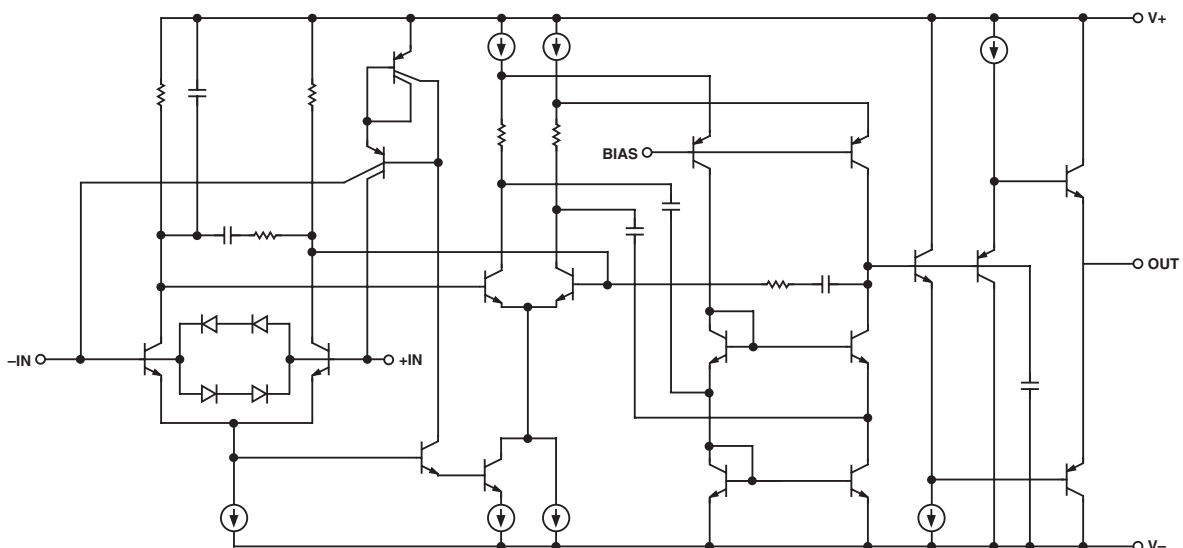 V+
BIAS
OUT
–IN
+IN
V–